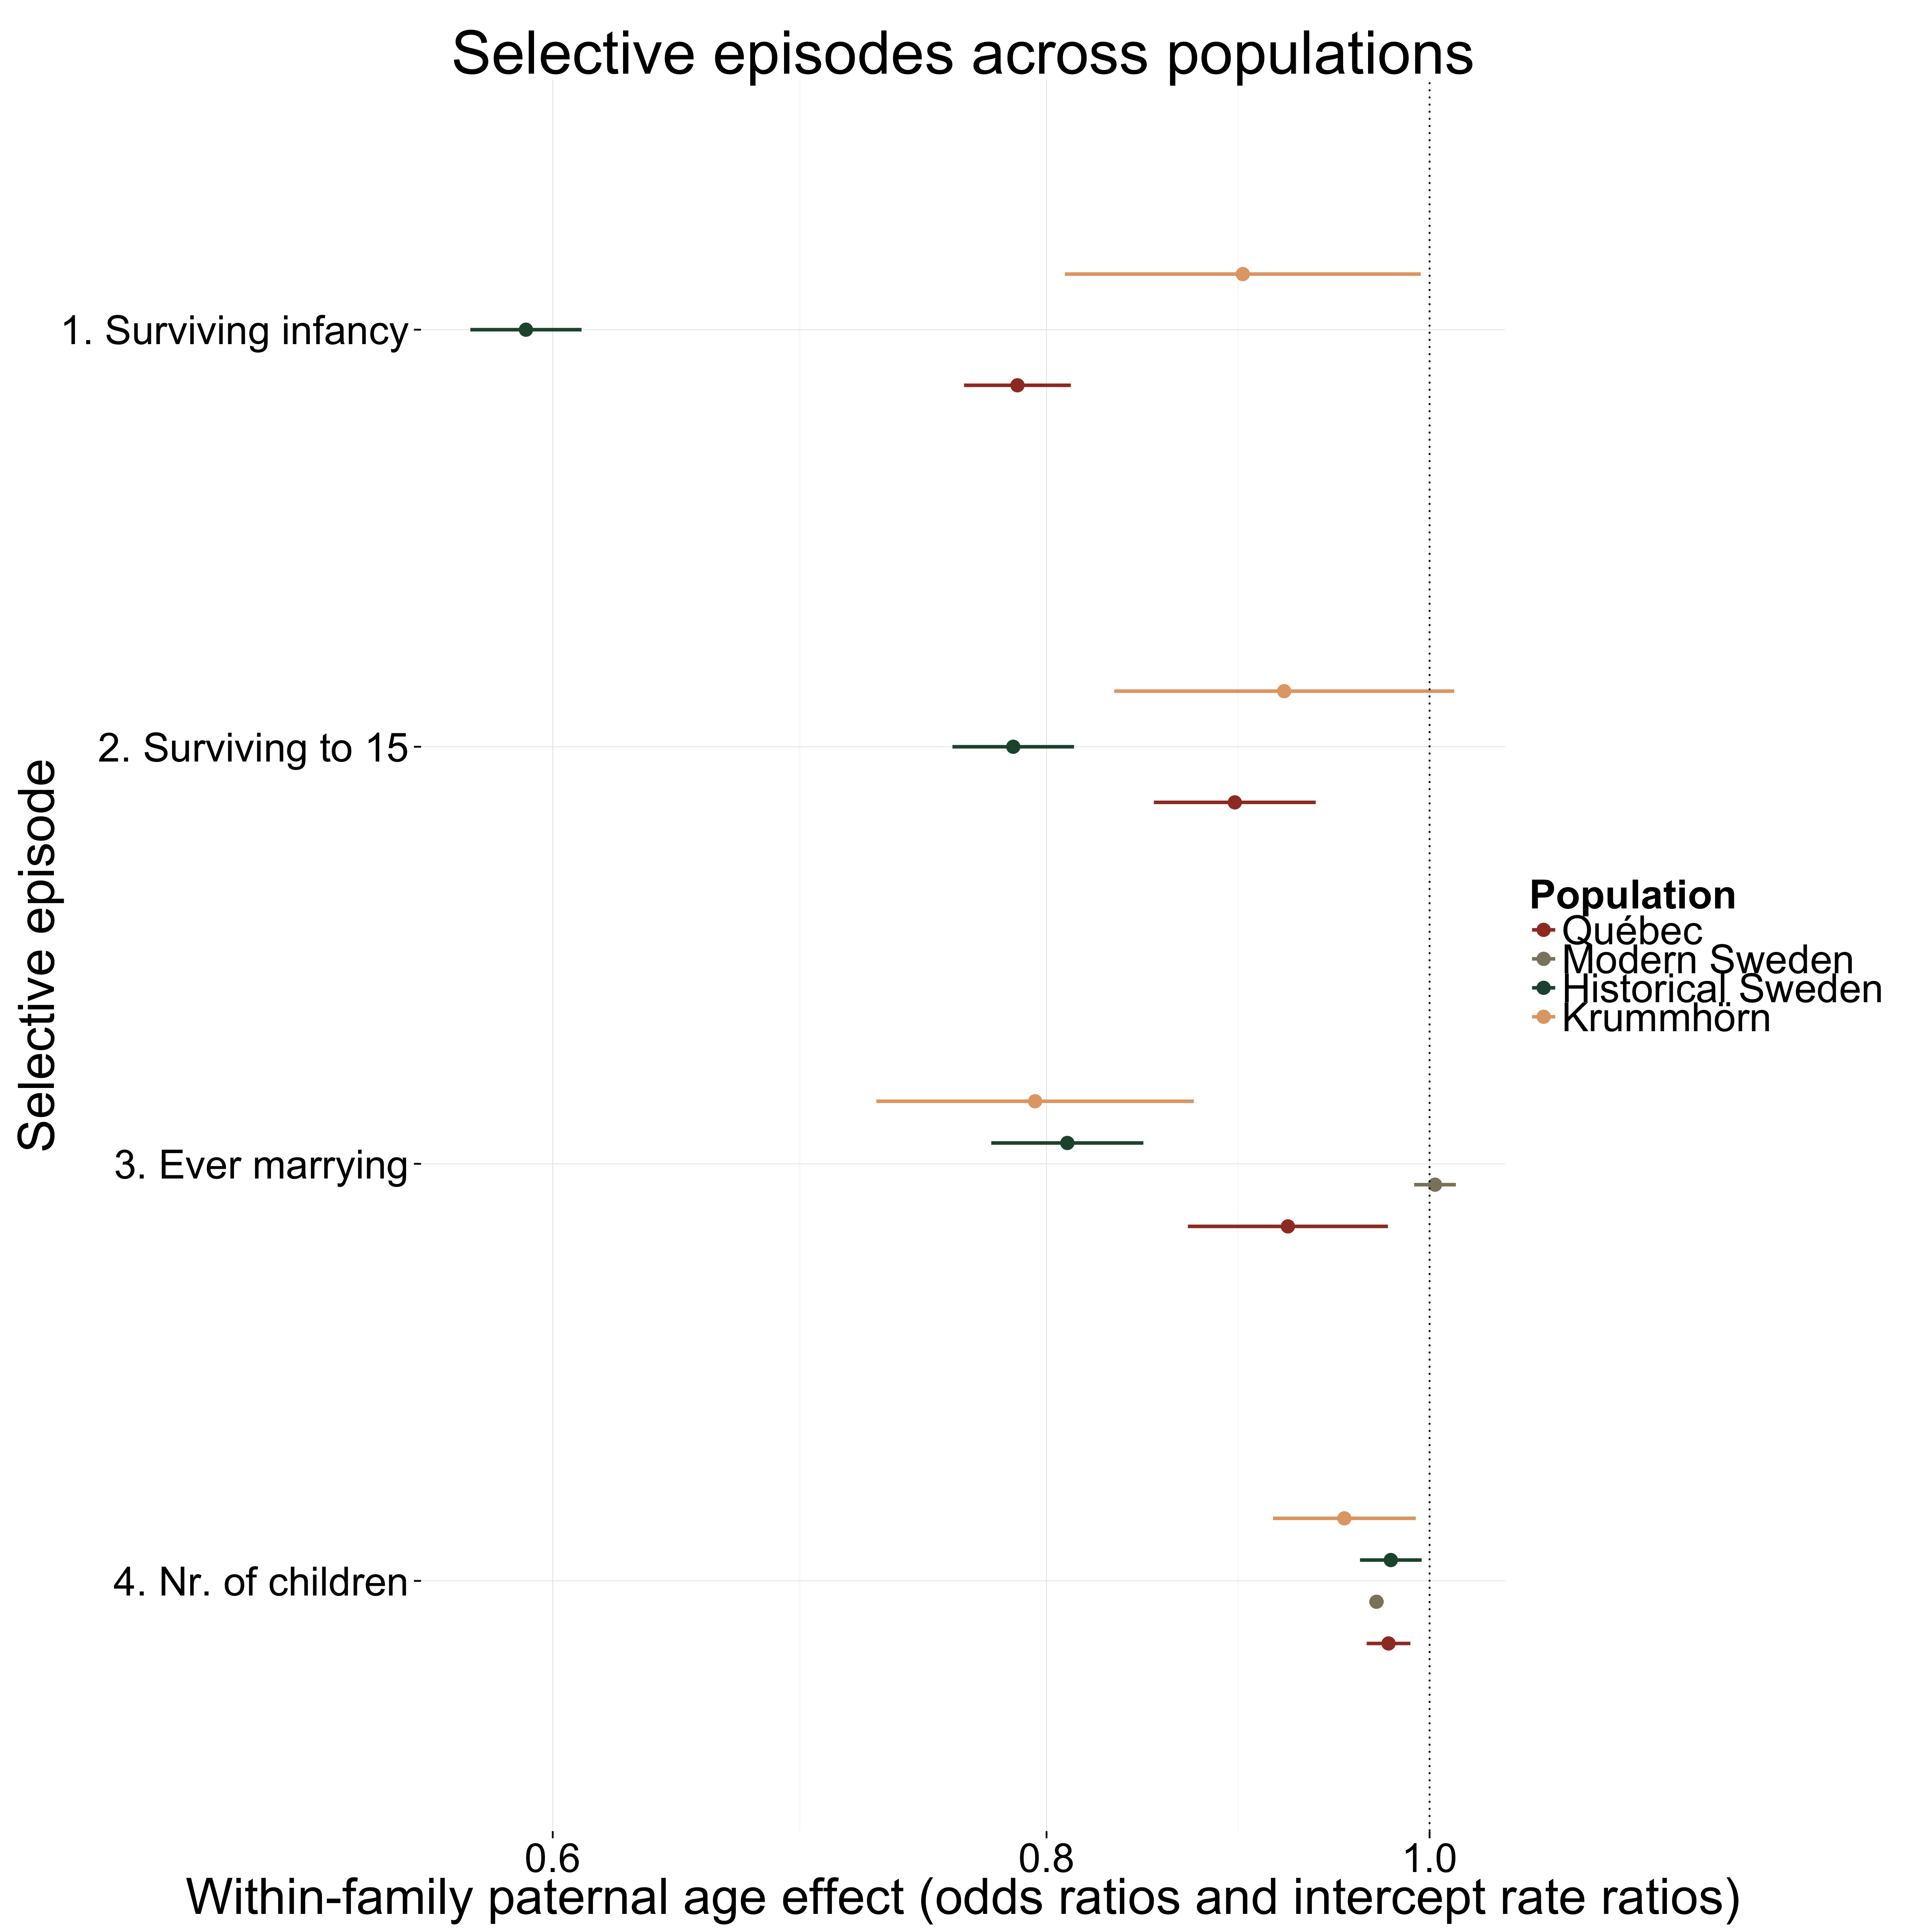 Selective episodes across populations
Selective episode
1. Surviving infancy
2. Surviving to 15
3. Ever marrying
4. Nr. of children
Population
Québec
Modern Sweden
Historical Sweden
Krummhörn
0.6 0.8 1.0
Within-family paternal age effect (odds ratios and intercept rate ratios)